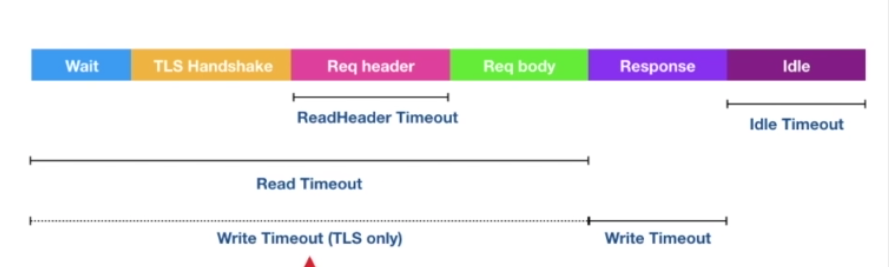 Wait
TLS Handshake
Req header
Req body
Response
Idle
ReadHeader Timeout
Idle Timeout
Read Timeout
Write Timeout (TLS only)
Write Timeout